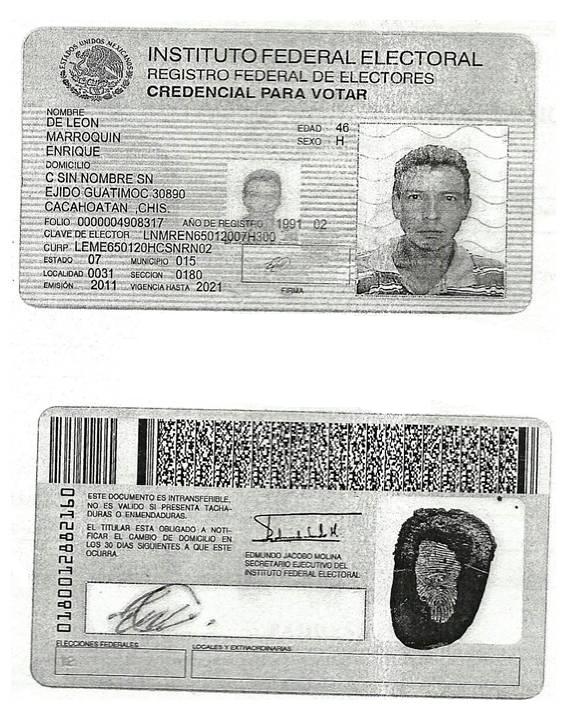 ESTADOS UNIDOS MEXICANOS
INSTITUTO FEDERAL ELECTORAL
REGISTRO FEDERAL DE ELECTORES
CREDENCIAL PARA VOTAR
NOMBRE
DE LEON
MARROQUIN
ENRIQUE
EDAD 46
SEXO H
DOMICILIO
C SIN NOMBRE SN
EJIDO GUATIMOC 30890
CACAHOATAN ,CHIS.
FOLIO 0000004908317 AÑO DE REGISTRO 1991 02
CLAVE DE ELECTOR LNMREN65012007H300
CURP LEME650120HCSNRN02
ESTADO 07 MUNICIPIO 015
LOCALIDAD 0031 SECCION 0180
EMISIÓN 2011 VIGENCIA HASTA 2021
FIRMA
ESTE DOCUMENTO ES INTRANSFERIBLE.
NO ES VALIDO SI PRESENTA TACHA-
DURAS O ENMENDADURAS.
EL TITULAR ESTA OBLIGADO A NOTI-
FICAR EL CAMBIO DE DOMICILIO EN
LOS 30 DIAS SIGUIENTES A QUE ESTE
OCURRA.
EDMUNDO JACOBO MOLINA
SECRETARIO EJECUTIVO DEL
INSTITUTO FEDERAL ELECTORAL
ELECCIONES FEDERALES
LOCALES Y EXTRAORDINARIAS
12